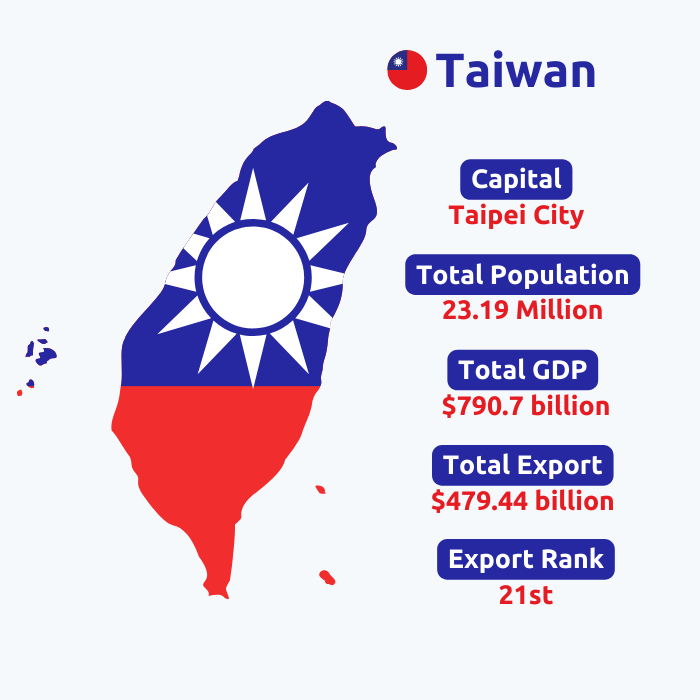 Taiwan
Capital
Taipei City
Total Population
23.19 Million
Total GDP
$790.7 billion
Total Export
$479.44 billion
Export Rank
21st